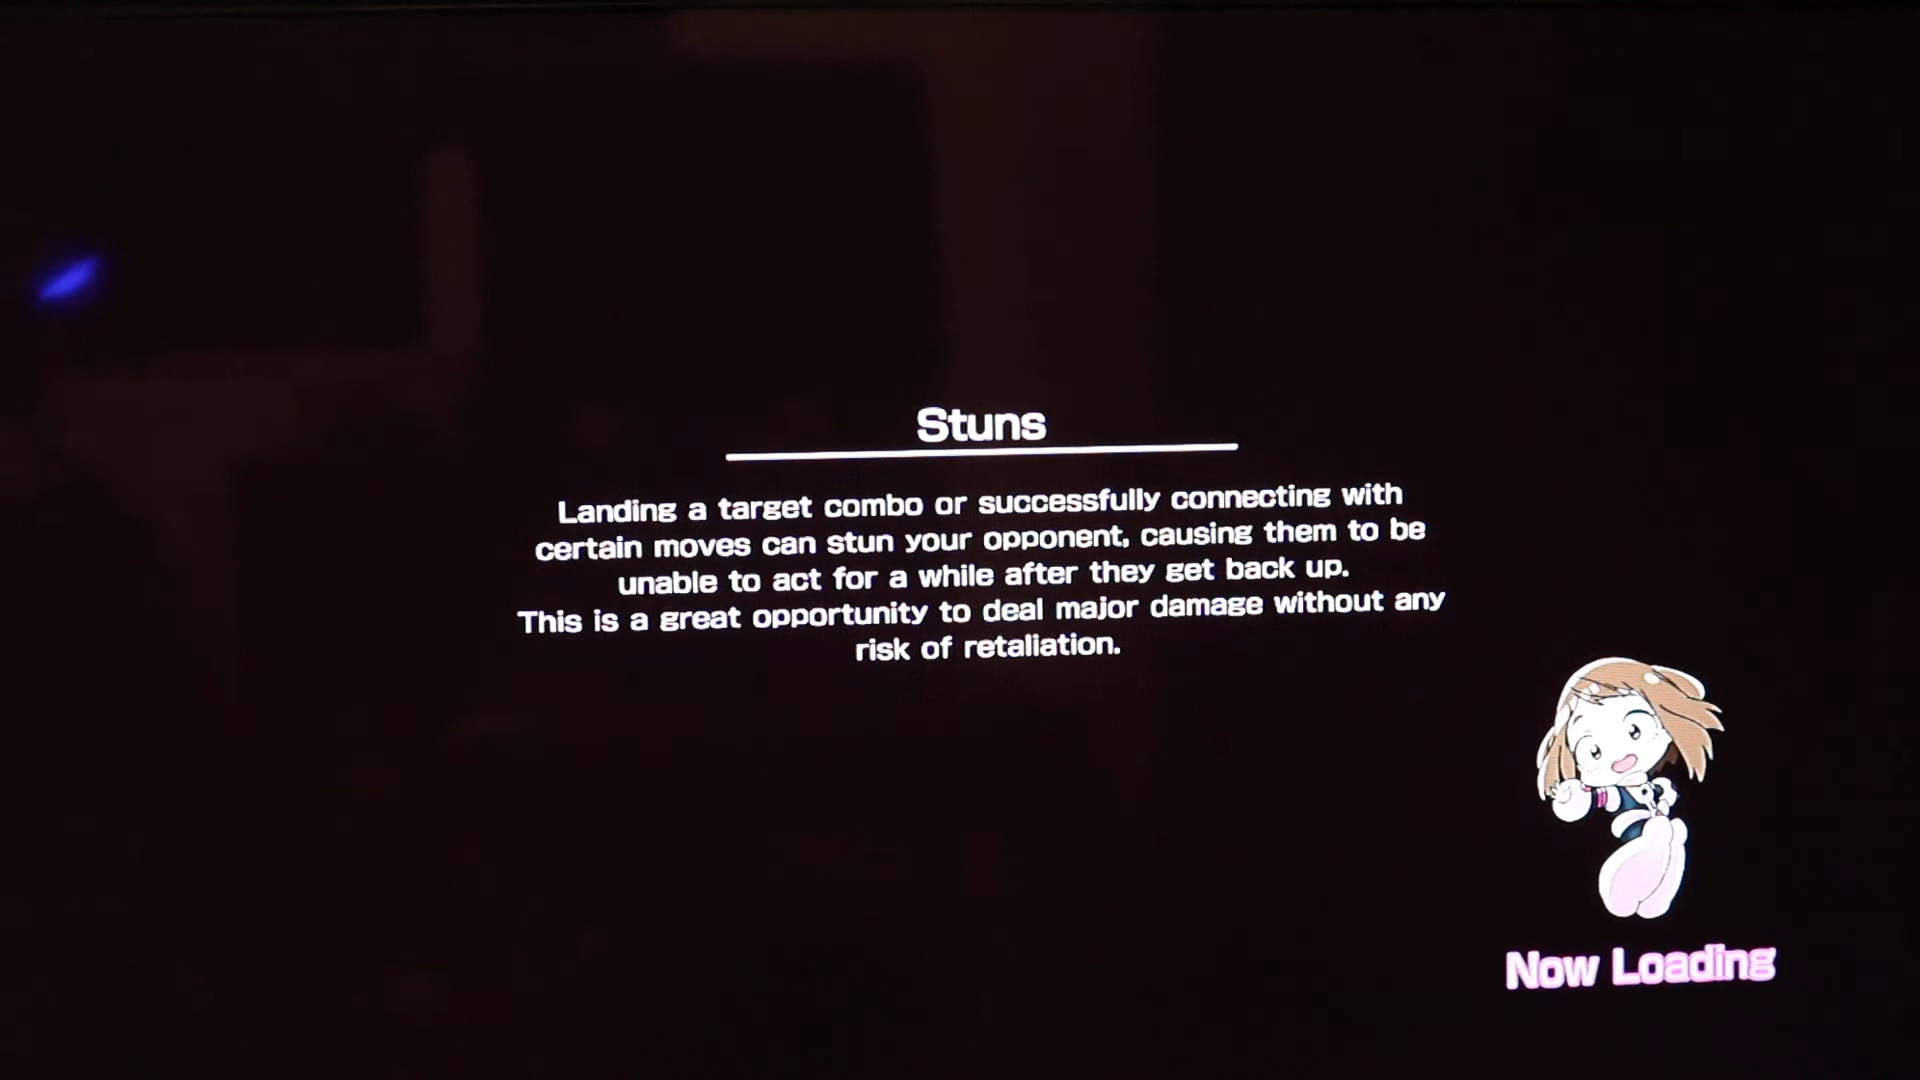 Stuns
Landing a target combo or successfully connecting with
certain moves can stun your opponent, causing them to be
unable to act for a while after they get back up.
This is a great opportunity to deal major damage without any
risk of retaliation.
Now Loading